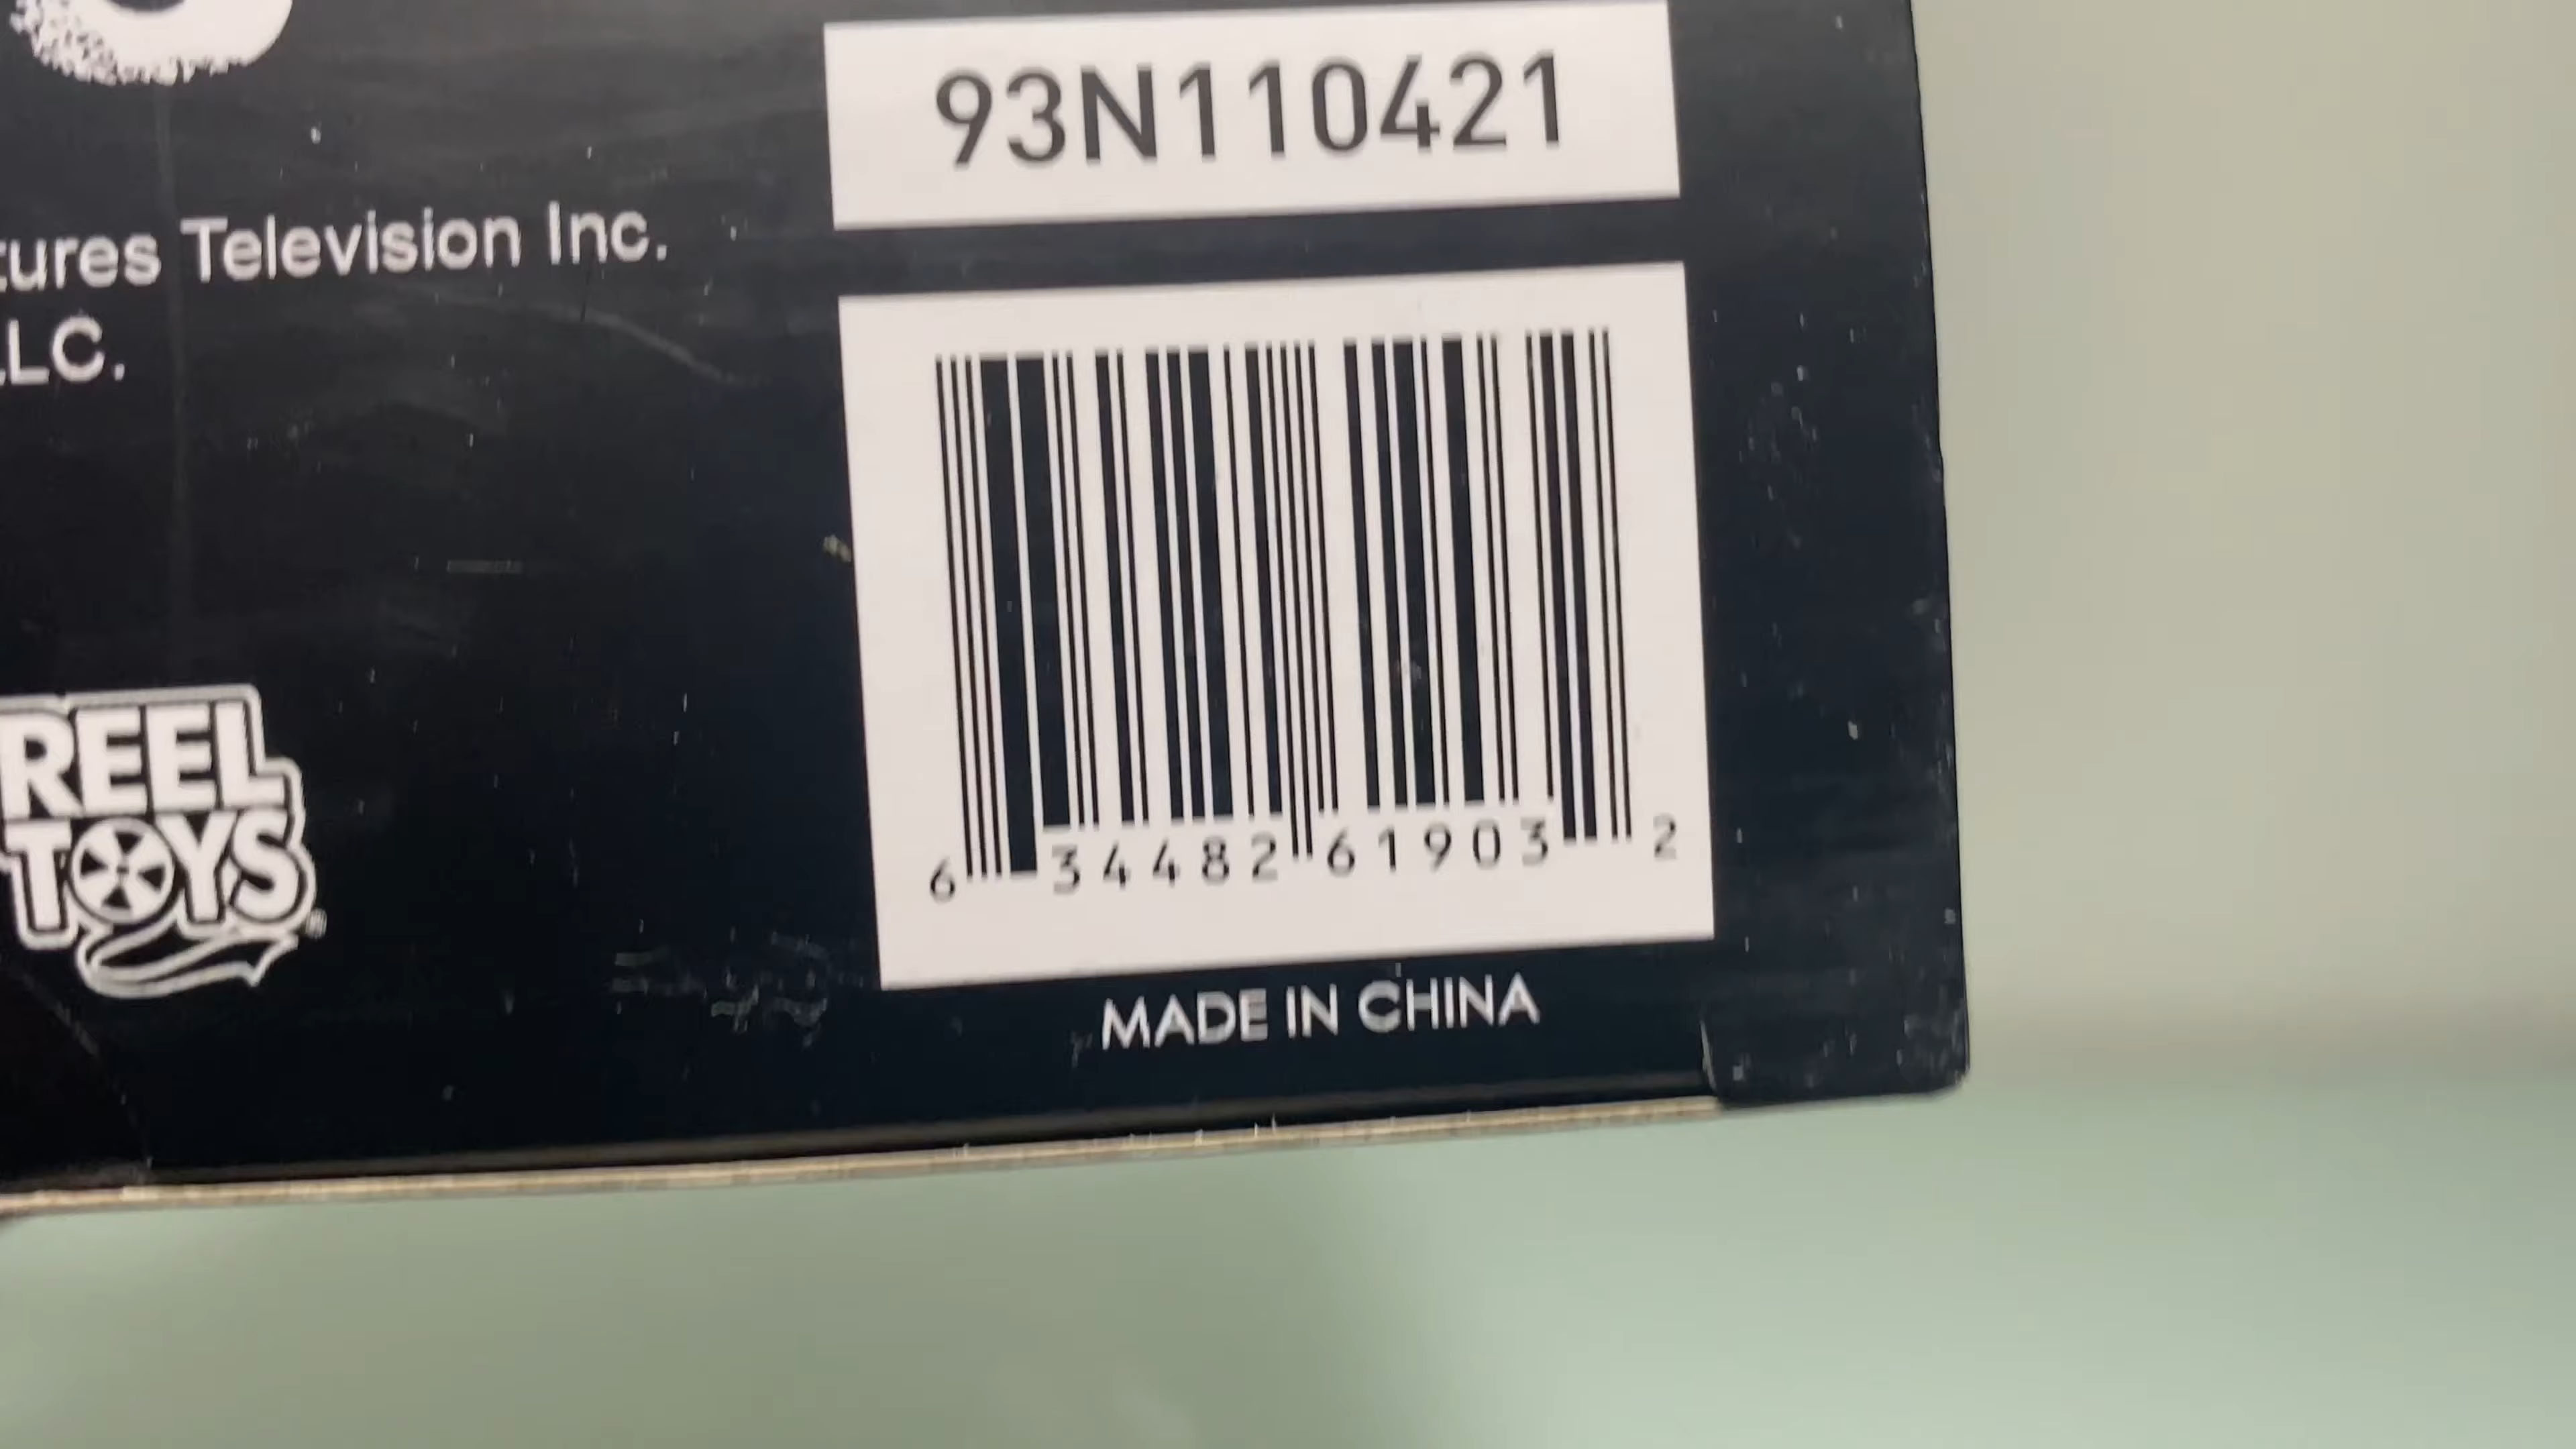 93N110421
tures Television Inc.
LLC.
REEL
TOYS®
6 34482 61903 2
MADE IN CHINA